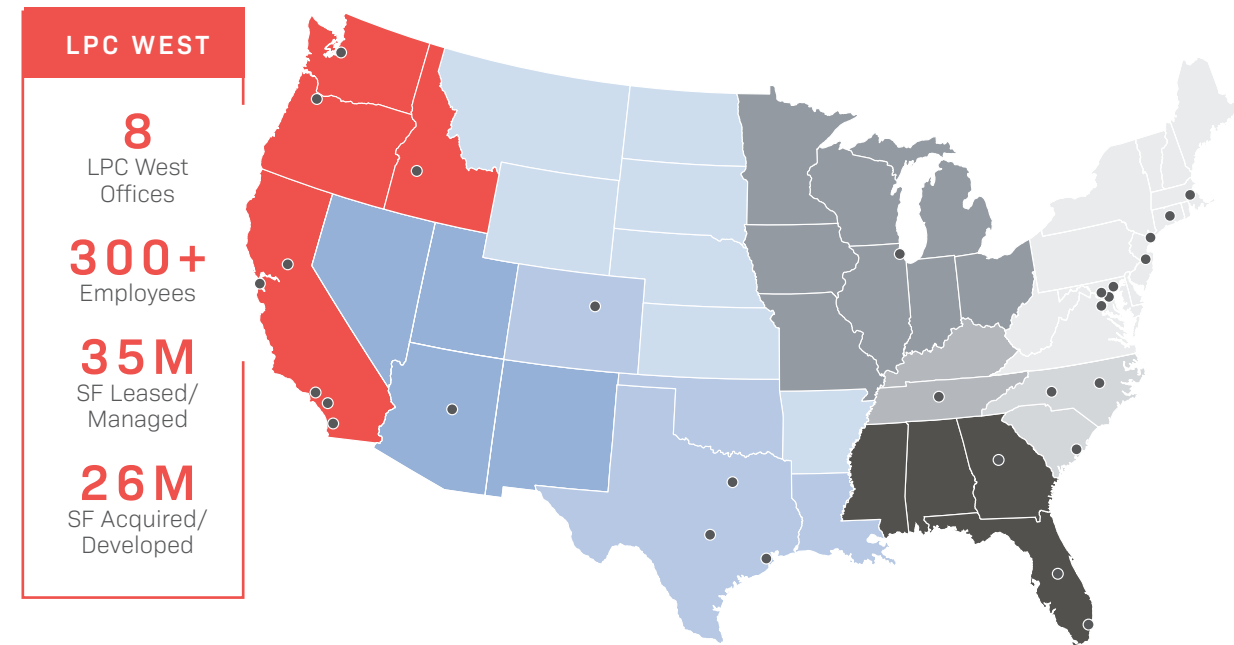 LPC WEST
8
LPC West
Offices
300+
Employees
35M
SF Leased/
Managed
26M
SF Acquired/
Developed